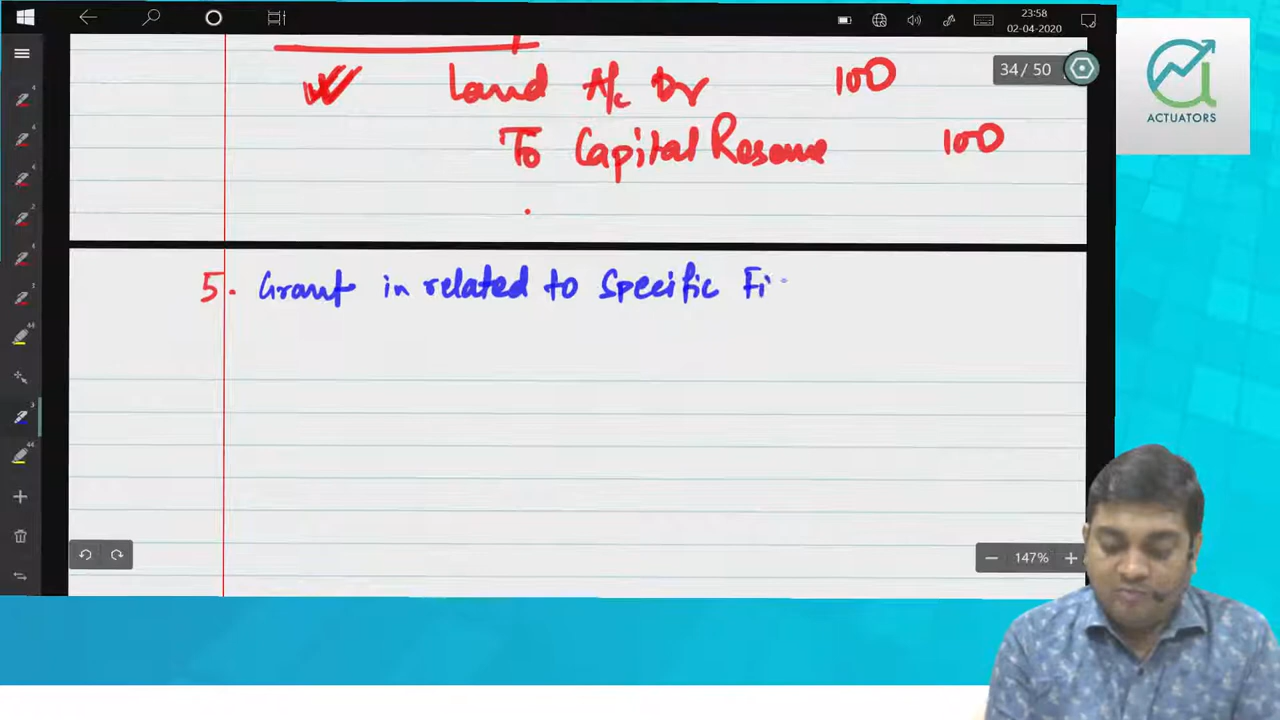 23:58
02-04-2020
34 / 50
Land A/c Dr 100
To Capital Reserve 100
ACTUATORS
5. Grant in related to Specific Fi
147%